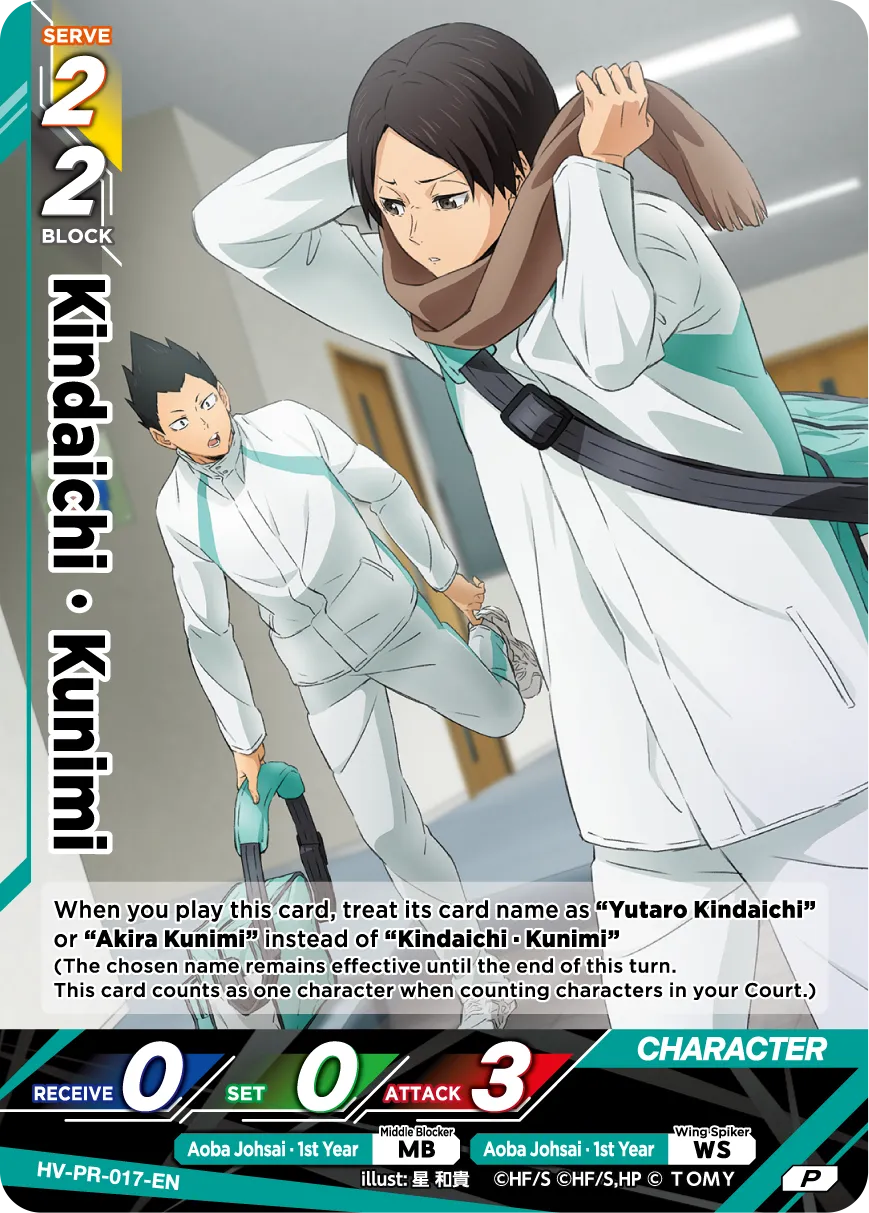 SERVE
2
2
BLOCK
Kindaichi • Kunimi
When you play this card, treat its card name as “Yutaro Kindaichi”
or “Akira Kunimi” instead of “Kindaichi · Kunimi”
(The chosen name remains effective until the end of this turn.
This card counts as one character when counting characters in your Court.)
CHARACTER
RECEIVE 0 SET 0 ATTACK 3
Aoba Johsai · 1st Year Middle Blocker MB Aoba Johsai · 1st Year Wing Spiker WS
HV-PR-017-EN illust: 星 和貴 ©HF/S ©HF/S,HP © TOMY P